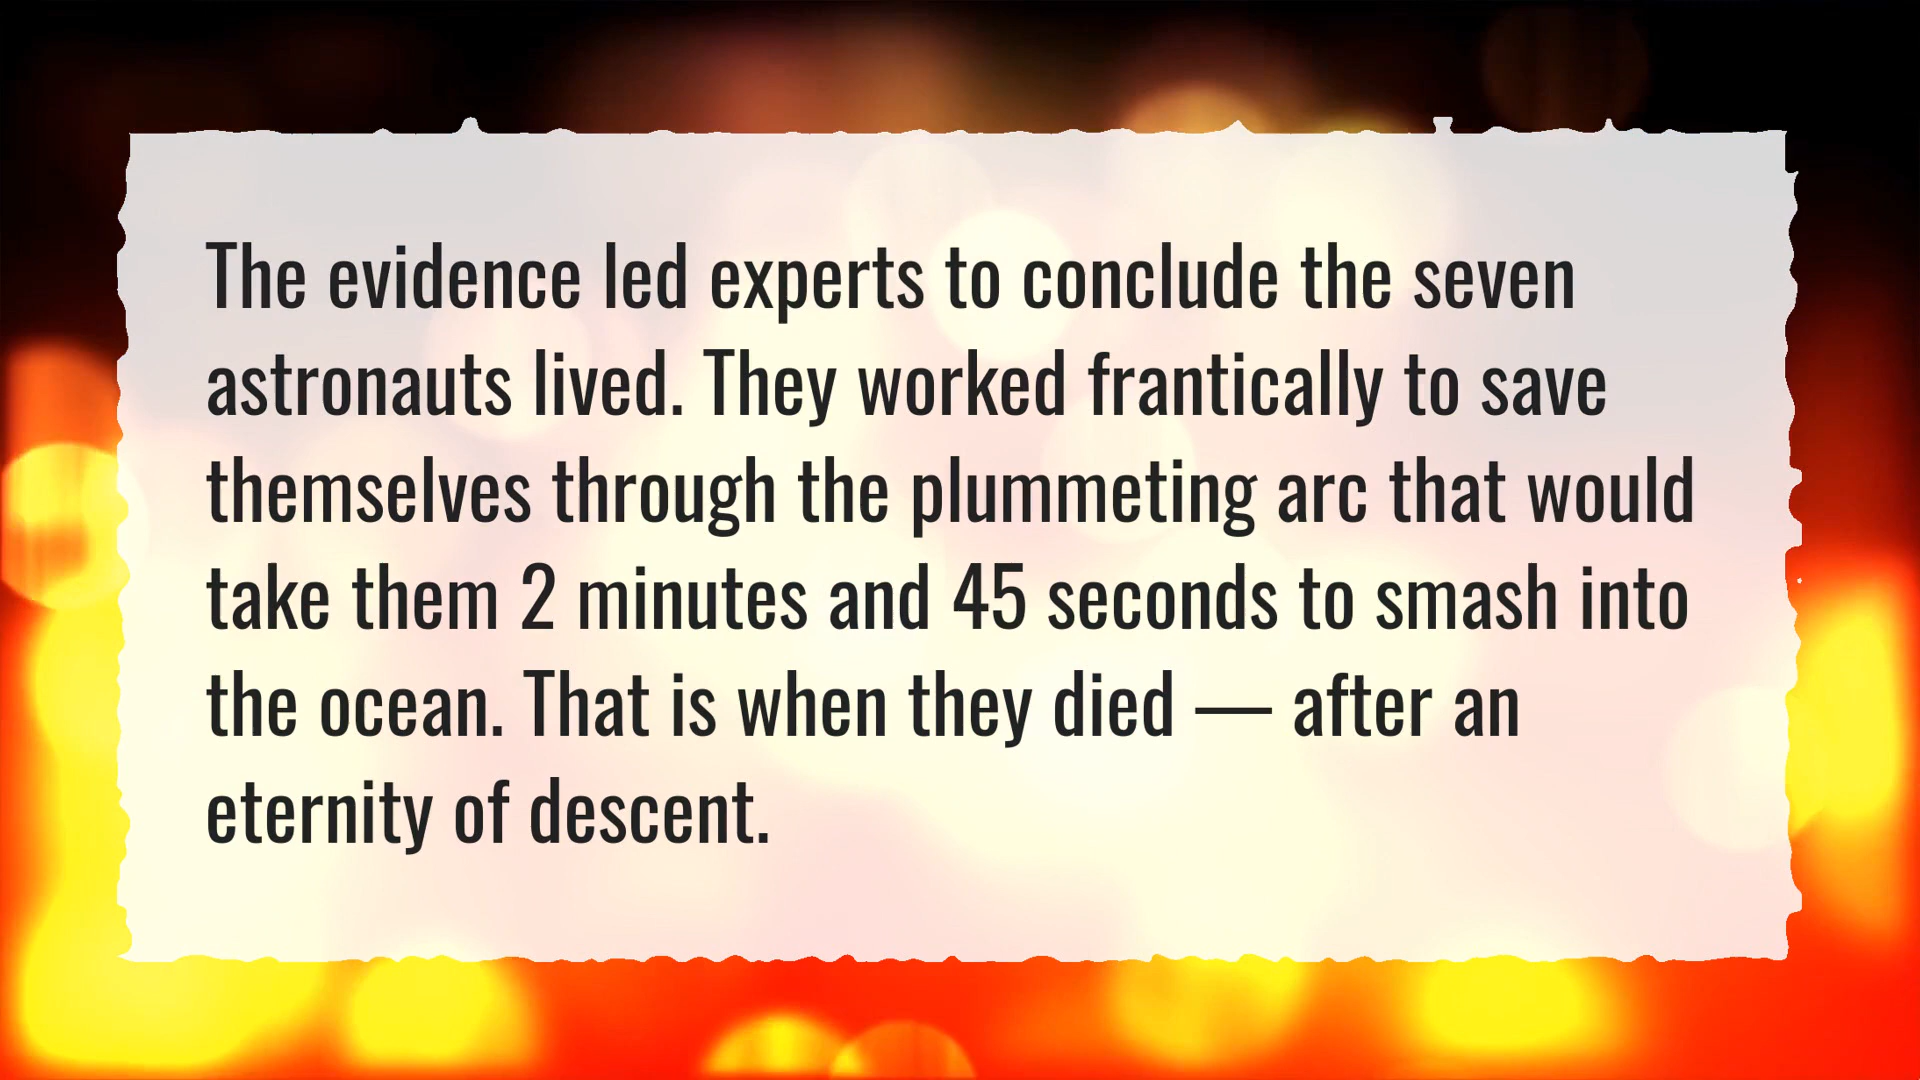 The evidence led experts to conclude the seven
astronauts lived. They worked frantically to save
themselves through the plummeting arc that would
take them 2 minutes and 45 seconds to smash into
the ocean. That is when they died — after an
eternity of descent.